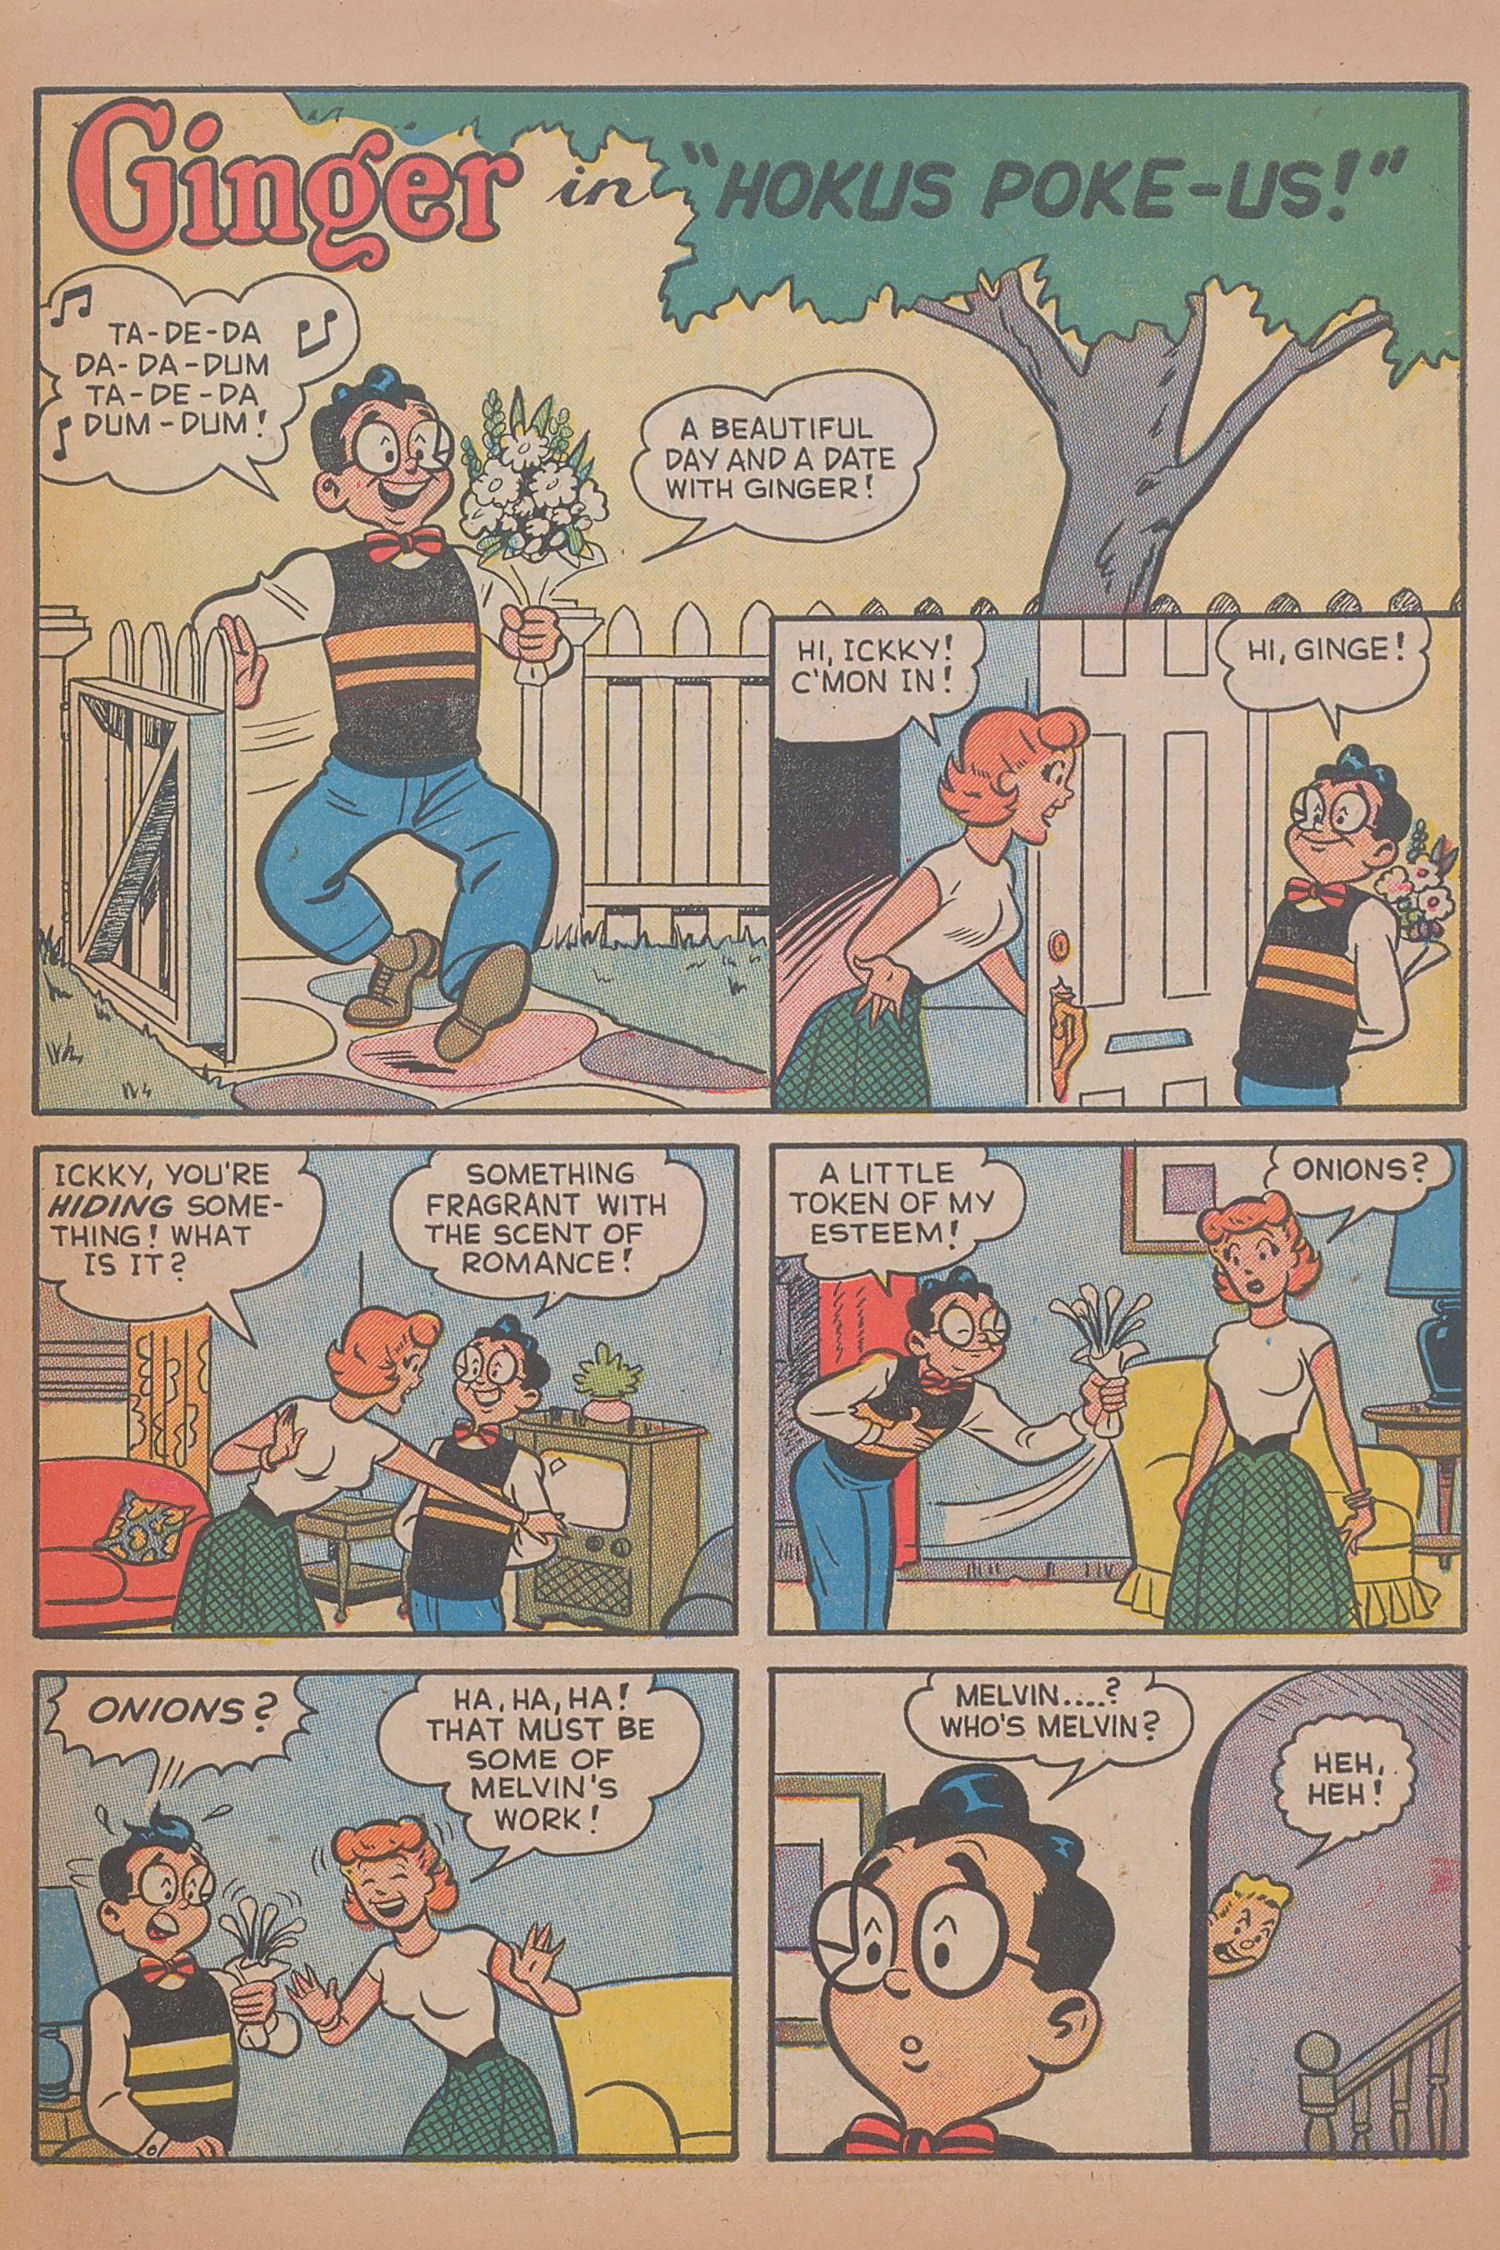 Ginger in "HOKUS POKE-US!"
TA-DE-DA
DA-DA-DUM
TA-DE-DA
DUM-DUM!
A BEAUTIFUL
DAY AND A DATE
WITH GINGER!
HI, ICKKY!
C'MON IN!
HI, GINGE!
ICKKY, YOU'RE
HIDING SOME-
THING! WHAT
IS IT?
SOMETHING
FRAGRANT WITH
THE SCENT OF
ROMANCE!
A LITTLE
TOKEN OF MY
ESTEEM!
ONIONS?
ONIONS?
HA, HA, HA!
THAT MUST BE
SOME OF
MELVIN'S
WORK!
MELVIN....?
WHO'S MELVIN?
HEH,
HEH!